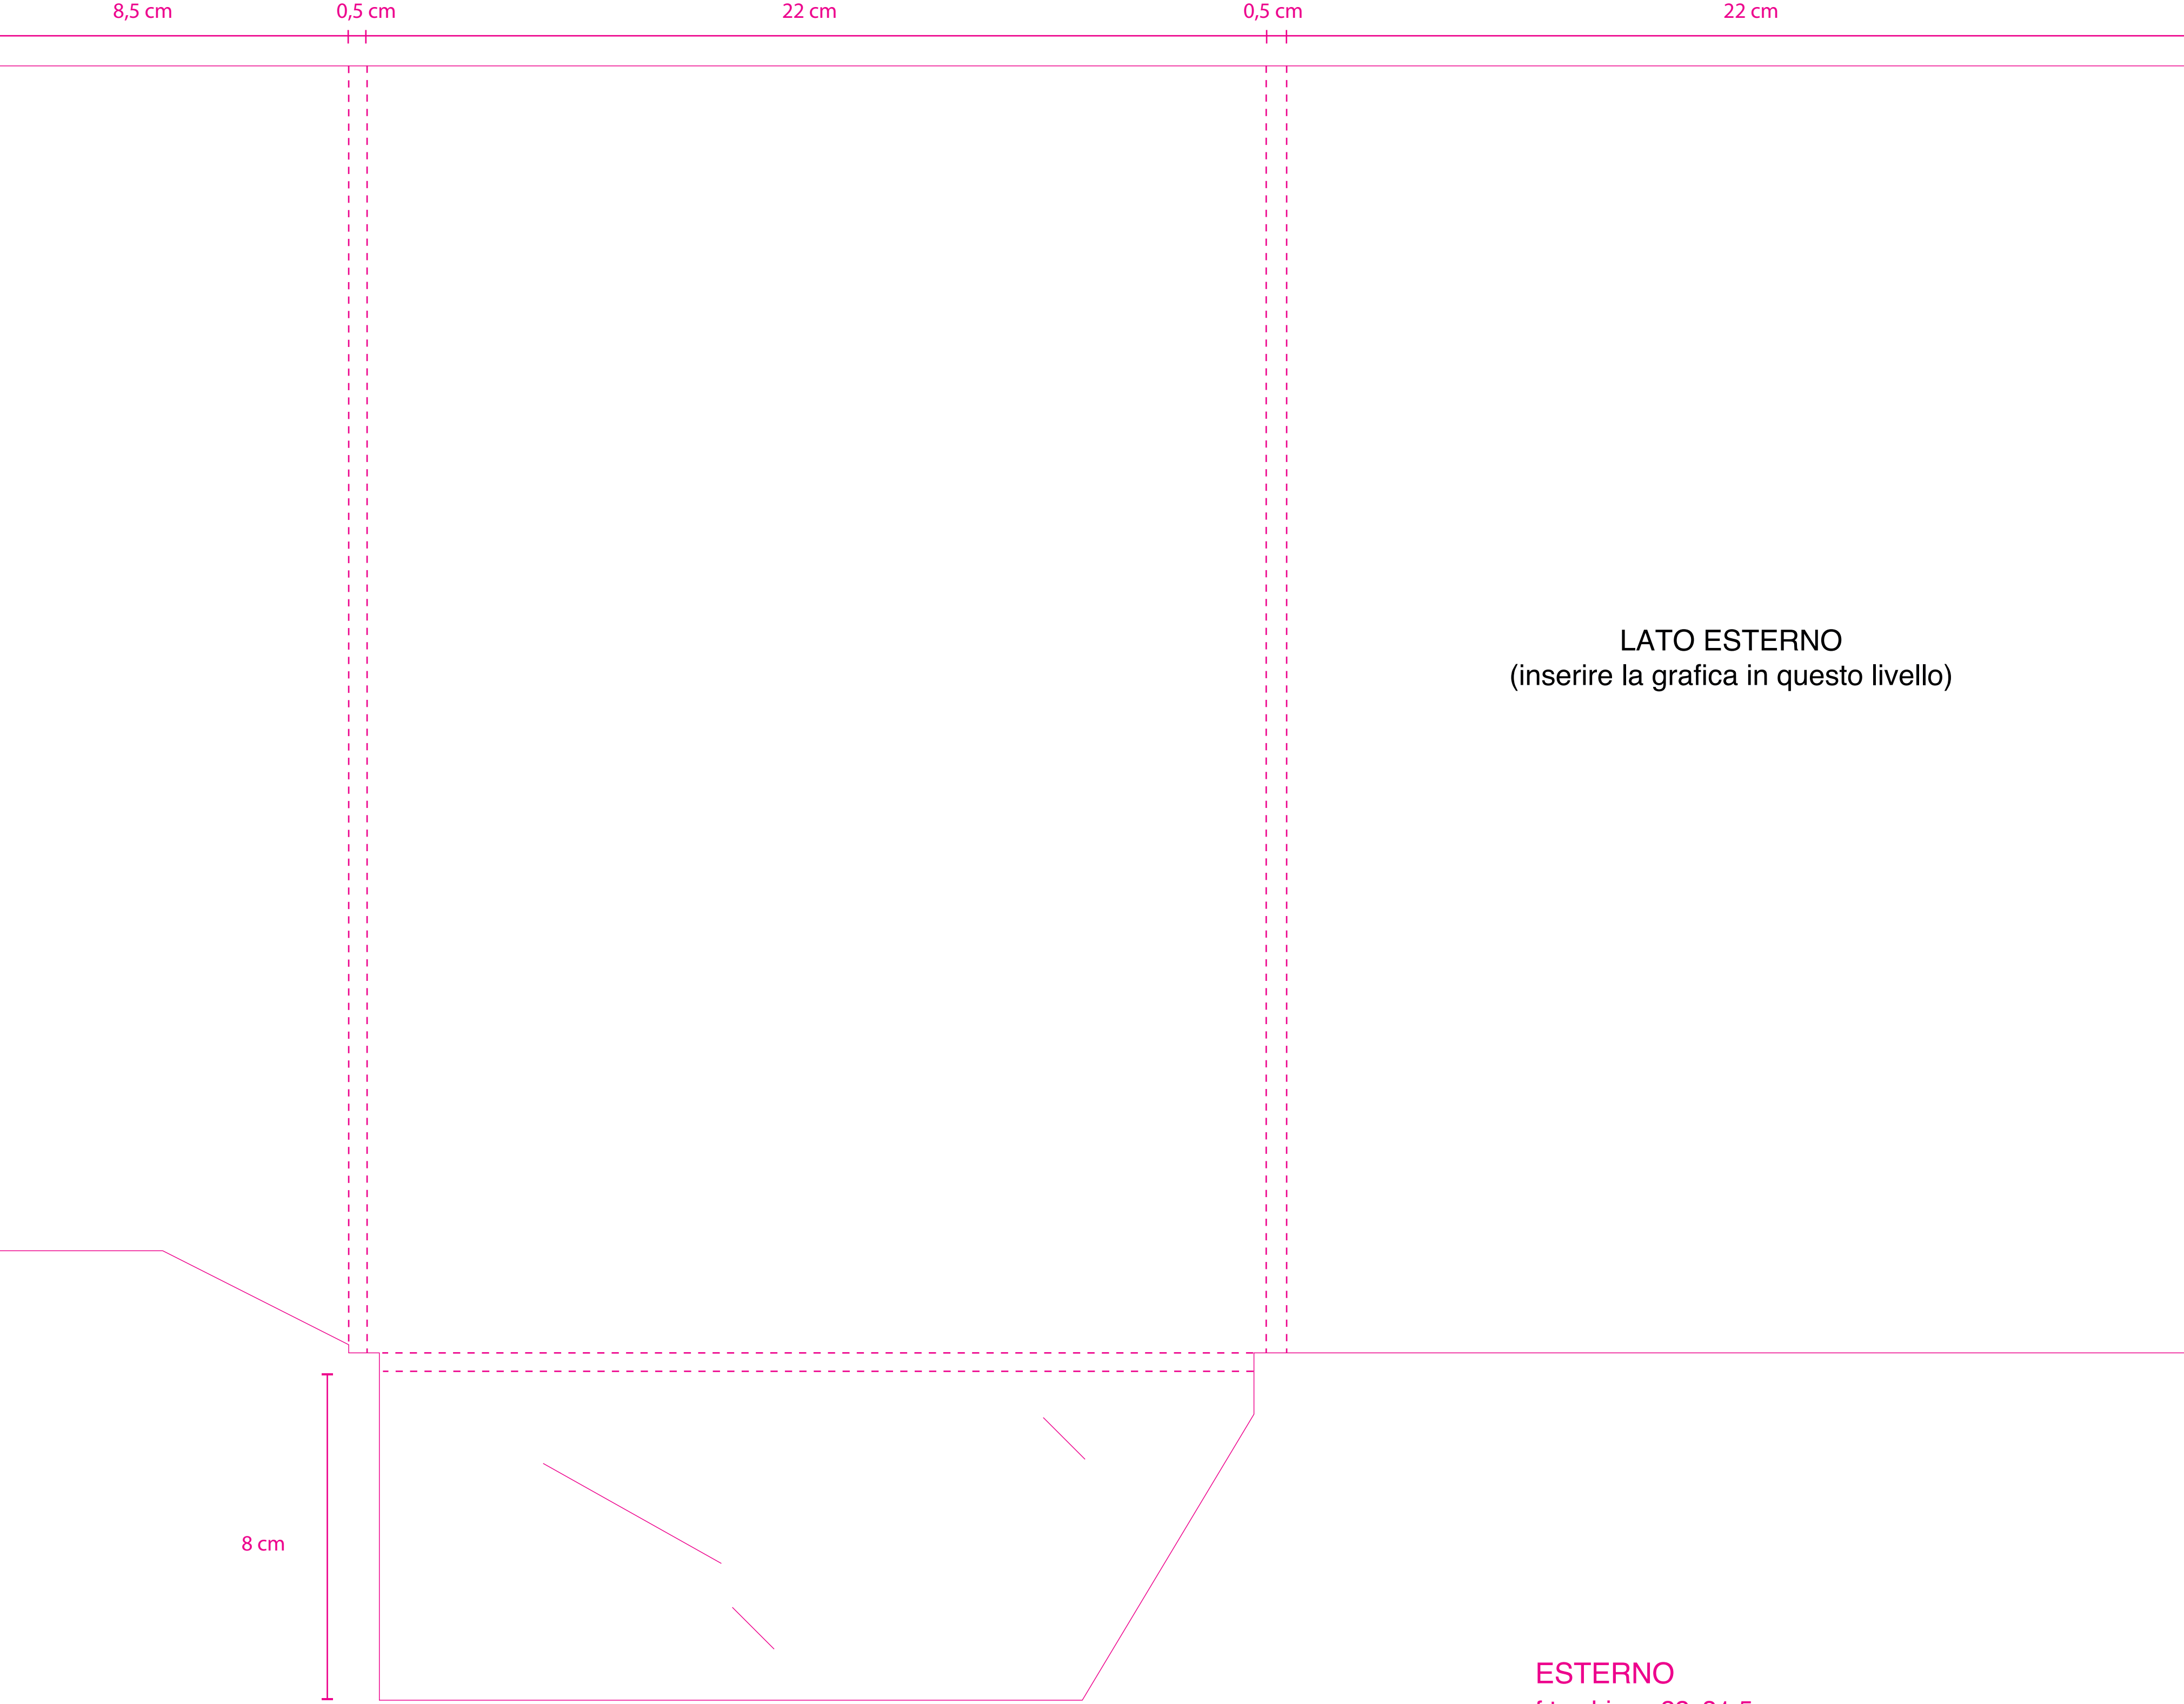 8,5 cm 0,5 cm 22 cm 0,5 cm 22 cm
LATO ESTERNO
(inserire la grafica in questo livello)
8 cm
ESTERNO